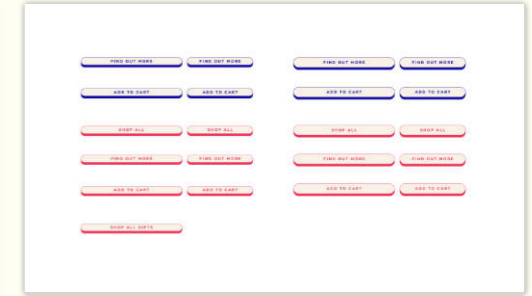 FIND OUT MORE FIND OUT MORE FIND OUT MORE FIND OUT MORE
ADD TO CART ADD TO CART ADD TO CART ADD TO CART
SHOP ALL SHOP ALL SHOP ALL SHOP ALL
FIND OUT MORE FIND OUT MORE FIND OUT MORE FIND OUT MORE
ADD TO CART ADD TO CART ADD TO CART ADD TO CART
SHOP ALL GIFTS